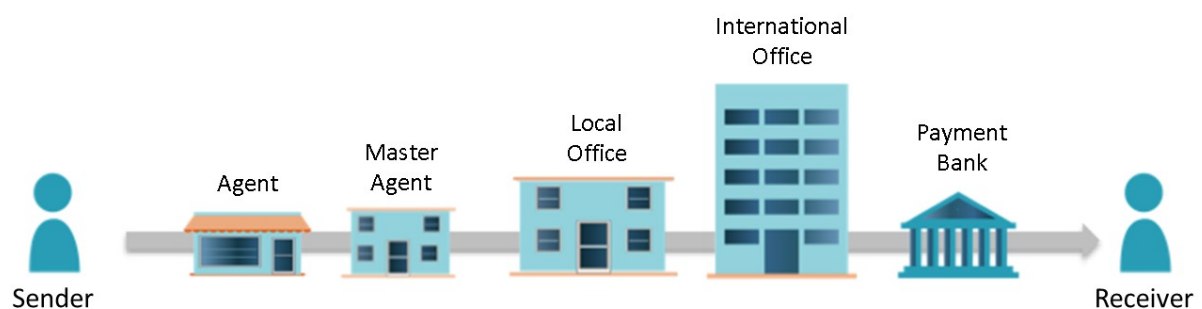 Sender
Agent
Master
Agent
Local
Office
International
Office
Payment
Bank
Receiver